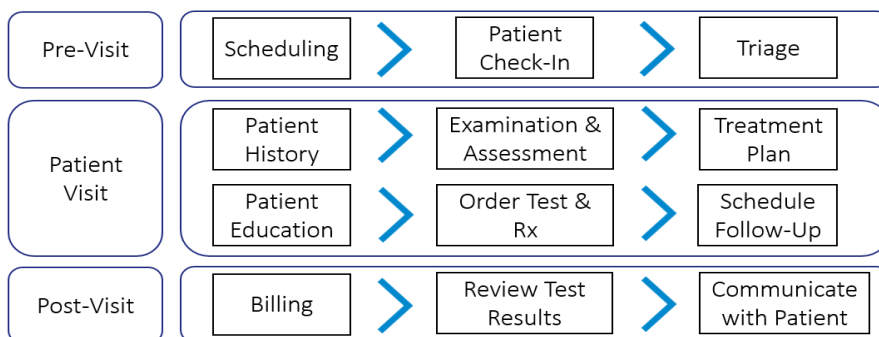 Pre-Visit
Scheduling
Patient
Check-In
Triage
Patient
Visit
Patient
History
Examination &
Assessment
Treatment
Plan
Patient
Education
Order Test &
Rx
Schedule
Follow-Up
Post-Visit
Billing
Review Test
Results
Communicate
with Patient